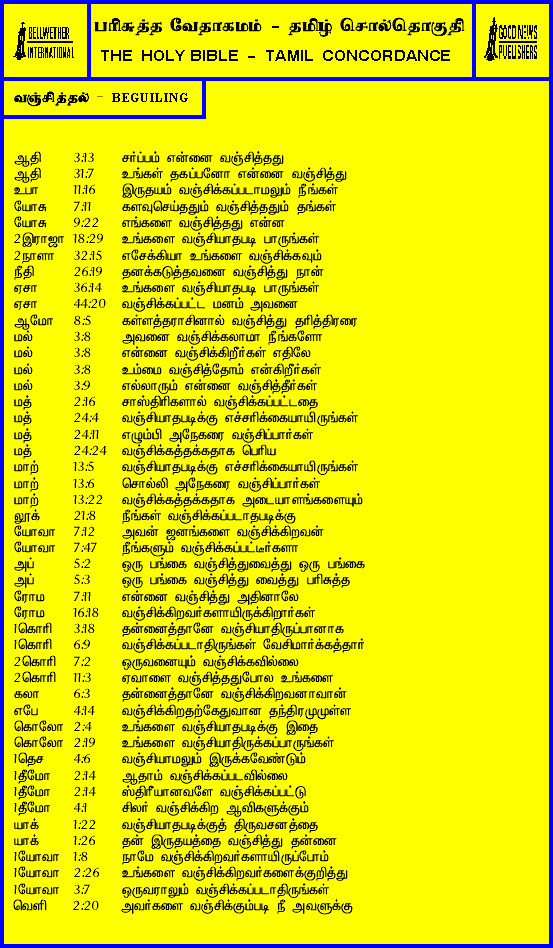 BELLWETHER
INTERNATIONAL
பரிசுத்த வேதாகமம் - தமிழ் சொல்தொகுதி
THE HOLY BIBLE - TAMIL CONCORDANCE
GOOD NEWS
PUBLISHERS
வஞ்சித்தல் - BEGUILING
ஆதி 3:13 சர்ப்பம் என்னை வஞ்சித்தது
ஆதி 31:7 உங்கள் தகப்பனோ என்னை வஞ்சித்து
உபா 11:16 இருதயம் வஞ்சிக்கப்படாமலும் நீங்கள்
யோசு 7:11 களவுசெய்ததும் வஞ்சித்ததும் தங்கள்
யோசு 9:22 எங்களை வஞ்சித்தது என்ன
2இராஜா 18:29 உங்களை வஞ்சியாதபடி பாருங்கள்
2நாளா 32:15 எசேக்கியா உங்களை வஞ்சிக்கவும்
நீதி 26:19 தனக்கடுத்தவனை வஞ்சித்து நான்
ஏசா 36:14 உங்களை வஞ்சியாதபடி பாருங்கள்
ஏசா 44:20 வஞ்சிக்கப்பட்ட மனம் அவனை
ஆமோ 8:5 கள்ளத்தராசினால் வஞ்சித்து தரித்திரரை
மல் 3:8 அவனை வஞ்சிக்கலாமா நீங்களோ
மல் 3:8 என்னை வஞ்சிக்கிறீர்கள் எதிலே
மல் 3:8 உம்மை வஞ்சித்தோம் என்கிறீர்கள்
மல் 3:9 எல்லாரும் என்னை வஞ்சித்தீர்கள்
மத் 2:16 சாஸ்திரிகளால் வஞ்சிக்கப்பட்டதை
மத் 24:4 வஞ்சியாதபடிக்கு எச்சரிக்கையாயிருங்கள்
மத் 24:11 எழும்பி அநேகரை வஞ்சிப்பார்கள்
மத் 24:24 வஞ்சிக்கத்தக்கதாக பெரிய
மாற் 13:5 வஞ்சியாதபடிக்கு எச்சரிக்கையாயிருங்கள்
மாற் 13:6 சொல்லி அநேகரை வஞ்சிப்பார்கள்
மாற் 13:22 வஞ்சிக்கத்தக்கதாக அடையாளங்களையும்
லூக் 21:8 நீங்கள் வஞ்சிக்கப்படாதபடிக்கு
யோவா 7:12 அவன் ஜனங்களை வஞ்சிக்கிறவன்
யோவா 7:47 நீங்களும் வஞ்சிக்கப்பட்டீர்களா
அப் 5:2 ஒரு பங்கை வஞ்சித்துவைத்து ஒரு பங்கை
அப் 5:3 ஒரு பங்கை வஞ்சித்து வைத்து பரிசுத்த
ரோம 7:11 என்னை வஞ்சித்து அதினாலே
ரோம 16:18 வஞ்சிக்கிறவர்களாயிருக்கிறார்கள்
1கொரி 3:18 தன்னைத்தானே வஞ்சியாதிருப்பானாக
1கொரி 6:9 வஞ்சிக்கப்படாதிருங்கள் வேசிமார்க்கத்தார்
2கொரி 7:2 ஒருவனையும் வஞ்சிக்கவில்லை
2கொரி 11:3 ஏவாளை வஞ்சித்ததுபோல உங்களை
கலா 6:3 தன்னைத்தானே வஞ்சிக்கிறவனாவான்
எபே 4:14 வஞ்சிக்கிறதற்கேதுவான தந்திரமுமுள்ள
கொலோ 2:4 உங்களை வஞ்சியாதபடிக்கு இதை
கொலோ 2:19 உங்களை வஞ்சியாதிருக்கப்பாருங்கள்
1தெச 4:6 வஞ்சியாமலும் இருக்கவேண்டும்
1தீமோ 2:14 ஆதாம் வஞ்சிக்கப்படவில்லை
1தீமோ 2:14 ஸ்திரீயானவளே வஞ்சிக்கப்பட்டு
1தீமோ 4:1 சிலர் வஞ்சிக்கிற ஆவிகளுக்கும்
யாக் 1:22 வஞ்சியாதபடிக்குத் திருவசனத்தை
யாக் 1:26 தன் இருதயத்தை வஞ்சித்து தன்னை
1யோவா 1:8 நாமே வஞ்சிக்கிறவர்களாயிருப்போம்
1யோவா 2:26 உங்களை வஞ்சிக்கிறவர்களைக்குறித்து
1யோவா 3:7 ஒருவராலும் வஞ்சிக்கப்படாதிருங்கள்
வெளி 2:20 அவர்களை வஞ்சிக்கும்படி நீ அவளுக்கு